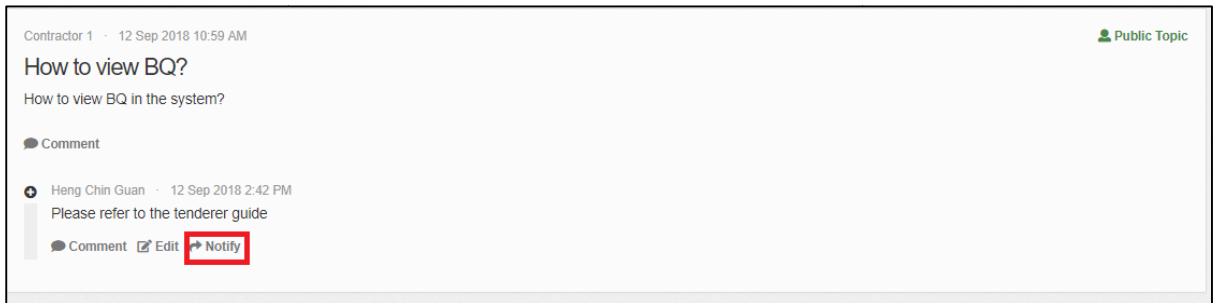 Contractor 1 · 12 Sep 2018 10:59 AM
Public Topic
How to view BQ?
How to view BQ in the system?
Comment
Heng Chin Guan · 12 Sep 2018 2:42 PM
Please refer to the tenderer guide
Comment Edit Notify